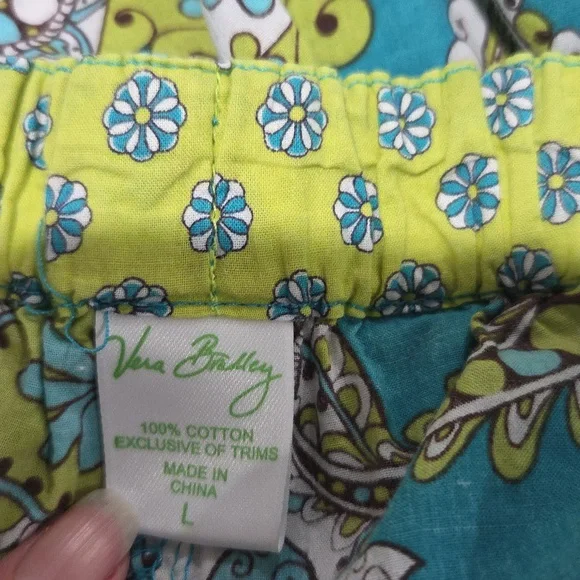 Vera Bradley
100% COTTON
EXCLUSIVE OF TRIMS
MADE IN
CHINA
L